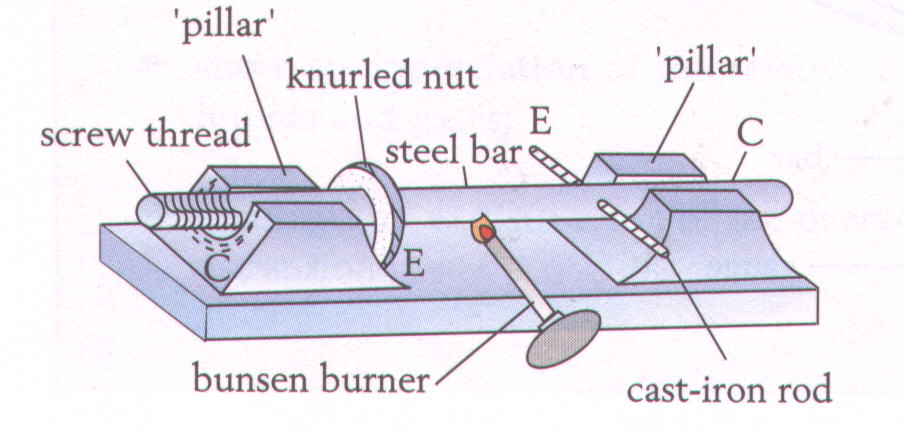 'pillar'
knurled nut
'pillar'
screw thread
steel bar
E
C
C
E
bunsen burner
cast-iron rod